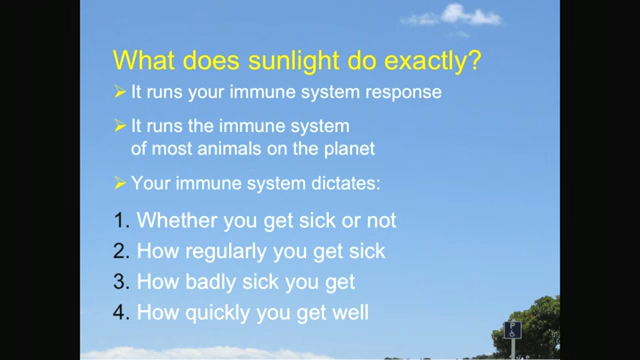 What does sunlight do exactly?
It runs your immune system response
It runs the immune system
of most animals on the planet
Your immune system dictates:
1. Whether you get sick or not
2. How regularly you get sick
3. How badly sick you get
4. How quickly you get well
P